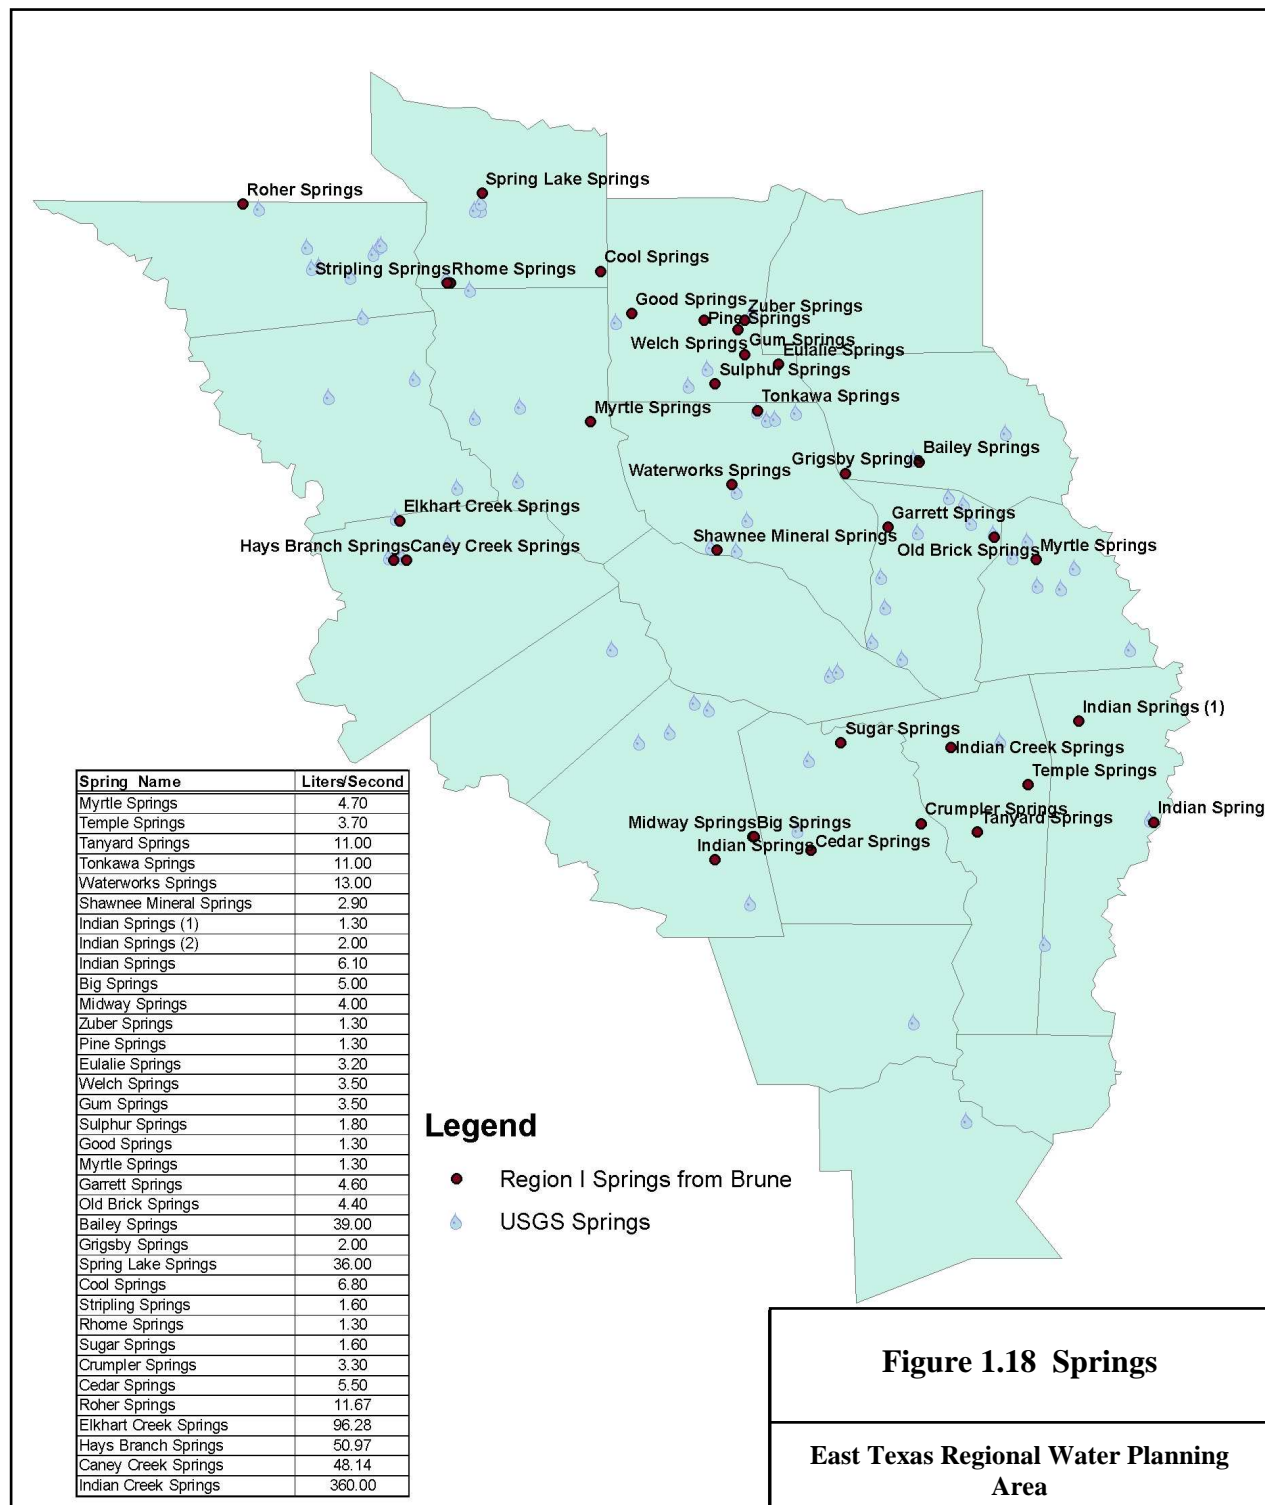 Roher Springs
Spring Lake Springs
Stripling Springs
Rhome Springs
Cool Springs
Good Springs
Zuber Springs
Pine Springs
Welch Springs
Gum Springs
Eulalie Springs
Sulphur Springs
Tonkawa Springs
Myrtle Springs
Waterworks Springs
Grigsby Springs
Bailey Springs
Elkhart Creek Springs
Garrett Springs
Hays Branch Springs
Caney Creek Springs
Shawnee Mineral Springs
Old Brick Springs
Myrtle Springs
Indian Springs (1)
Sugar Springs
Indian Creek Springs
Temple Springs
Crumpler Springs
Tanyard Springs
Indian Spring
Midway Springs
Big Springs
Indian Springs
Cedar Springs
Spring Name Liters/Second
Myrtle Springs 4.70
Temple Springs 3.70
Tanyard Springs 11.00
Tonkawa Springs 11.00
Waterworks Springs 13.00
Shawnee Mineral Springs 2.90
Indian Springs (1) 1.30
Indian Springs (2) 2.00
Indian Springs 6.10
Big Springs 5.00
Midway Springs 4.00
Zuber Springs 1.30
Pine Springs 1.30
Eulalie Springs 3.20
Welch Springs 3.50
Gum Springs 3.50
Sulphur Springs 1.80
Good Springs 1.30
Myrtle Springs 1.30
Garrett Springs 4.60
Old Brick Springs 4.40
Bailey Springs 39.00
Grigsby Springs 2.00
Spring Lake Springs 36.00
Cool Springs 6.80
Stripling Springs 1.60
Rhome Springs 1.30
Sugar Springs 1.60
Crumpler Springs 3.30
Cedar Springs 5.50
Roher Springs 11.67
Elkhart Creek Springs 96.28
Hays Branch Springs 50.97
Caney Creek Springs 48.14
Indian Creek Springs 360.00
Legend
Region I Springs from Brune
USGS Springs
Figure 1.18 Springs
East Texas Regional Water Planning
Area